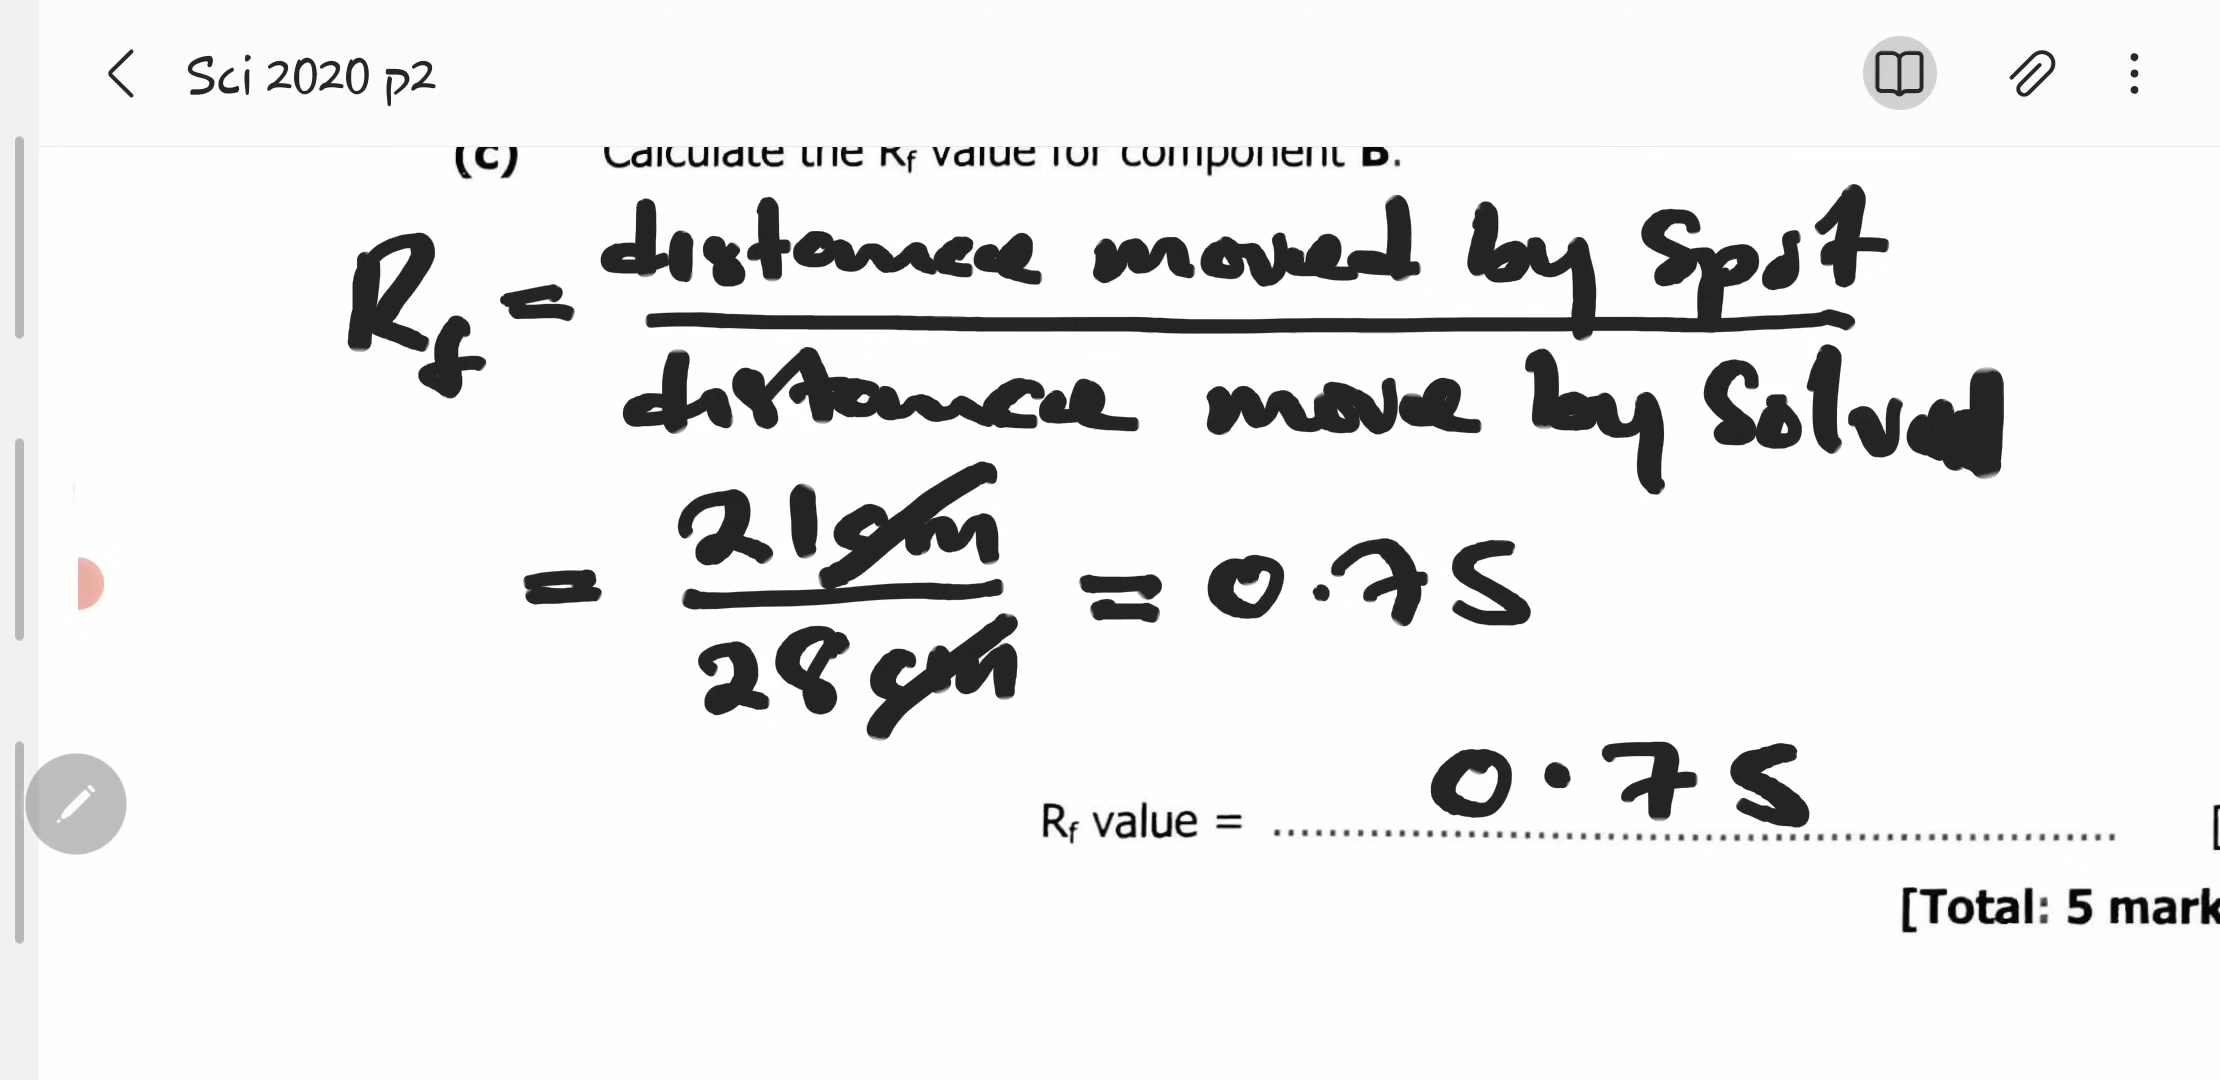 Sci 2020 p2
(c) Calculate the Rf value for component B.
Rf = distance moved by spot
distance move by Solved
= 21cm = 0.75
28cm
0.75
Rf value =
[Total: 5 mark